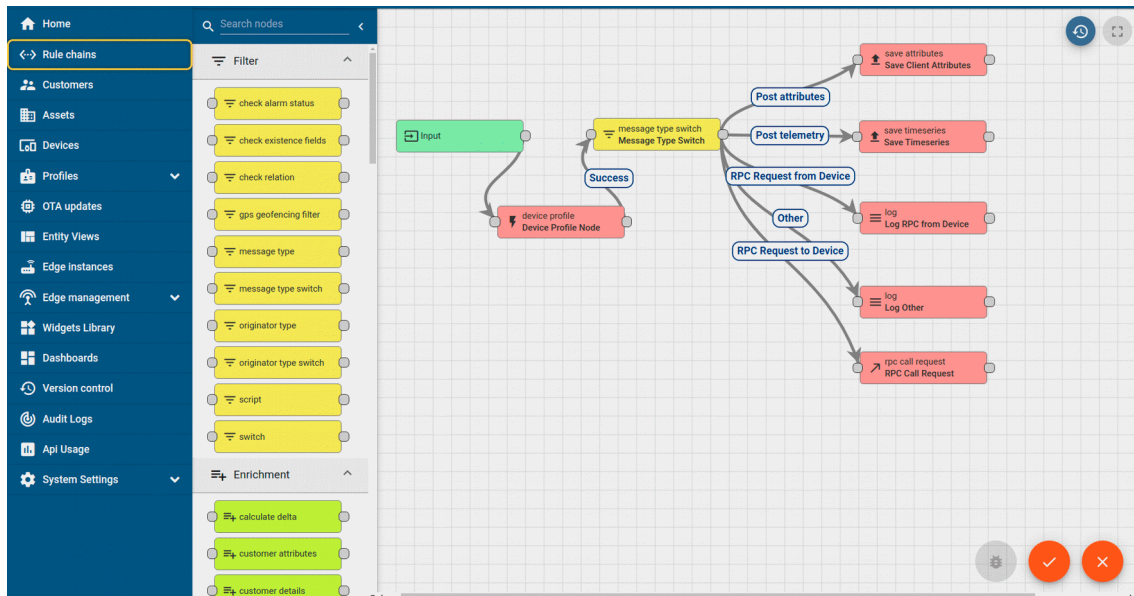 Home
Rule chains
Customers
Assets
Devices
Profiles
OTA updates
Entity Views
Edge instances
Edge management
Widgets Library
Dashboards
Version control
Audit Logs
Api Usage
System Settings
Search nodes
Filter
check alarm status
check existence fields
check relation
gps geofencing filter
message type
message type switch
originator type
originator type switch
script
switch
Enrichment
calculate delta
customer attributes
customer details
Input
device profile
Device Profile Node
Success
message type switch
Message Type Switch
Post attributes
Post telemetry
RPC Request from Device
Other
RPC Request to Device
save attributes
Save Client Attributes
save timeseries
Save Timeseries
log
Log RPC from Device
log
Log Other
rpc call request
RPC Call Request